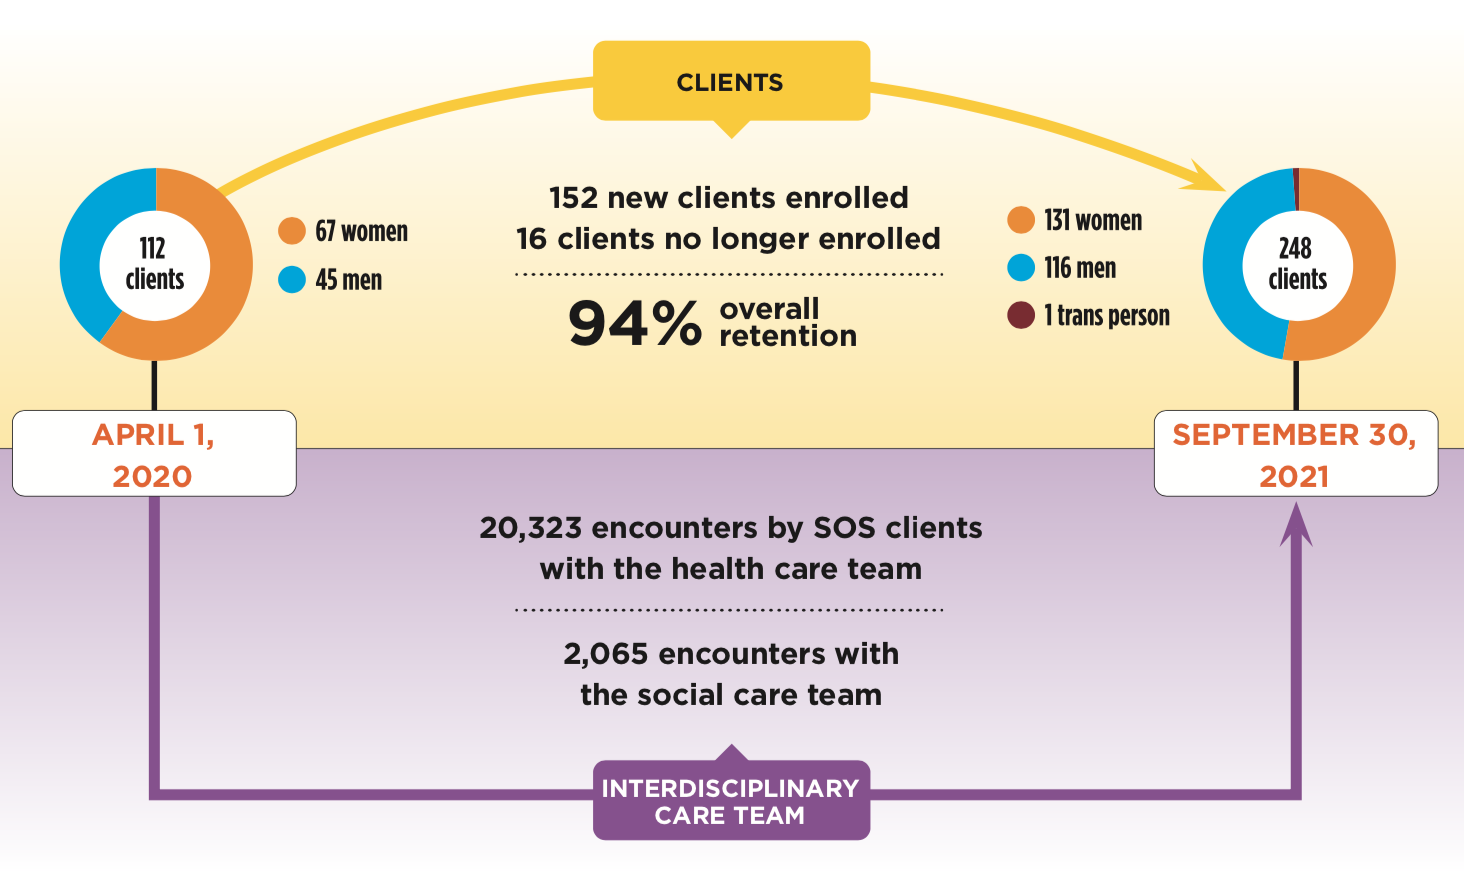 CLIENTS
152 new clients enrolled
16 clients no longer enrolled
94% overall
retention
112
clients
67 women
45 men
131 women
116 men
1 trans person
248
clients
APRIL 1,
2020
SEPTEMBER 30,
2021
20,323 encounters by SOS clients
with the health care team
2,065 encounters with
the social care team
INTERDISCIPLINARY
CARE TEAM